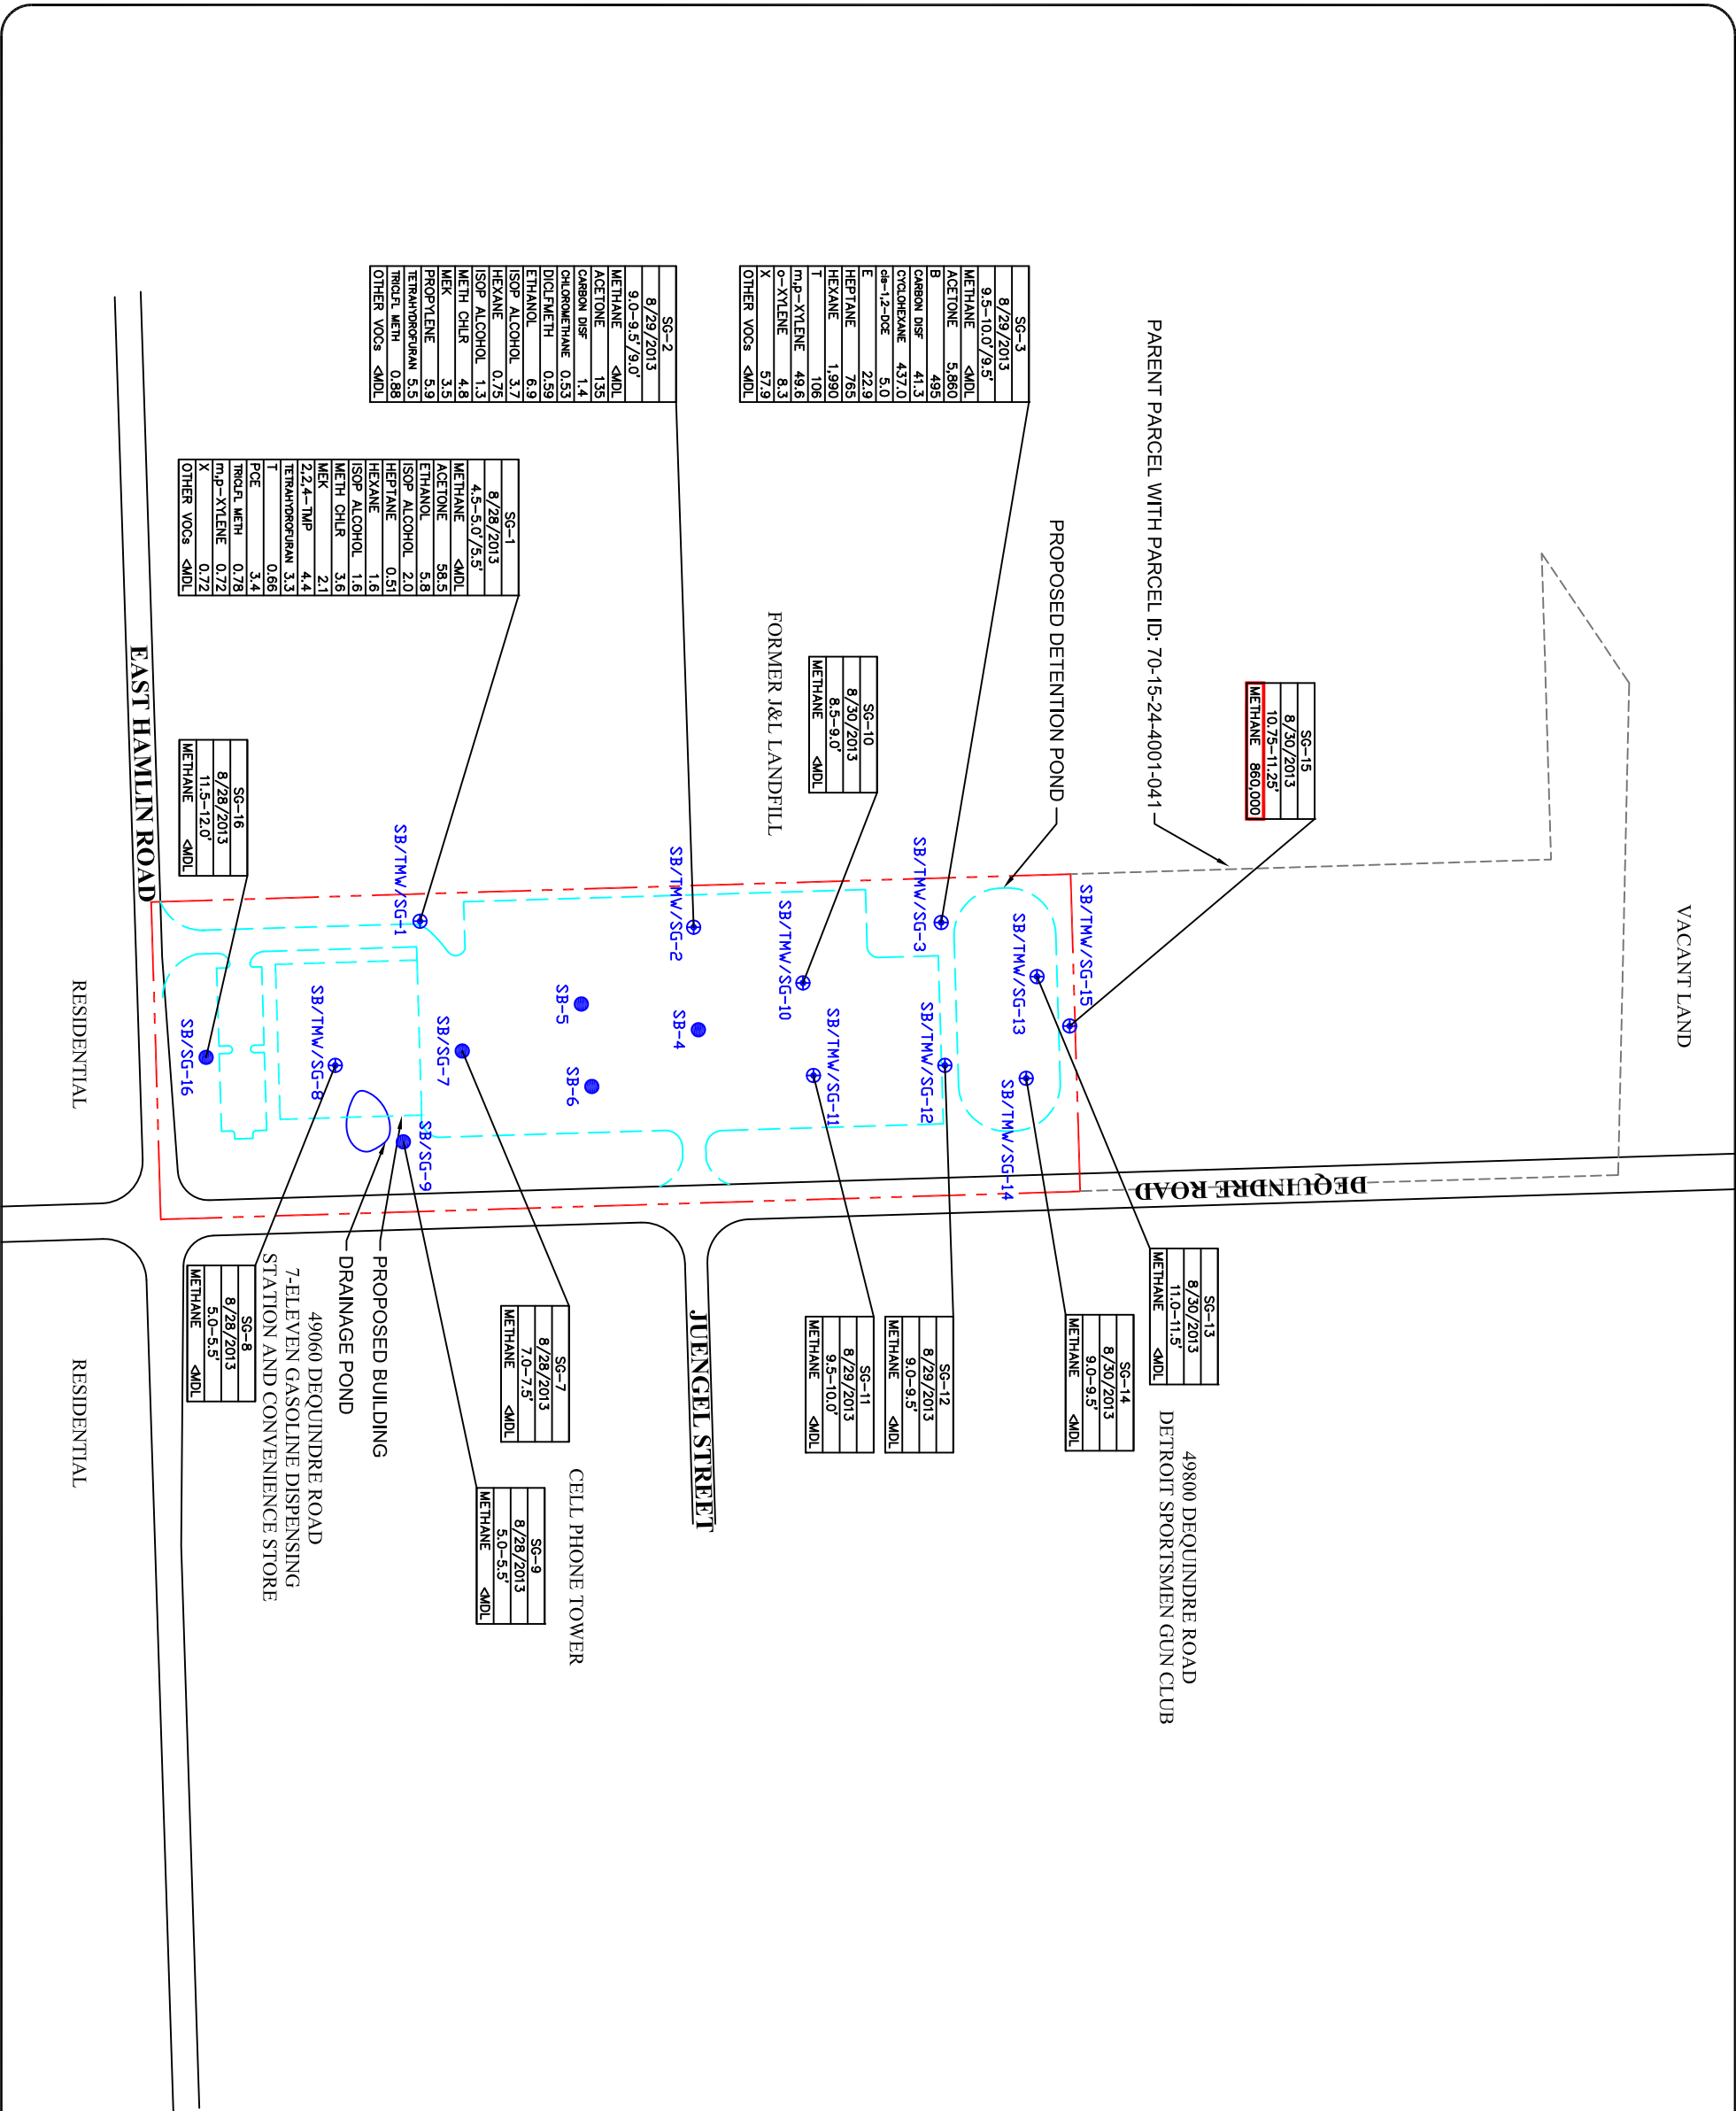 VACANT LAND
SG-15
8/30/2013
10.75-11.25'
METHANE 860,000
PARENT PARCEL WITH PARCEL ID: 70-15-24-4001-041
PROPOSED DETENTION POND
SG-3
8/29/2013
9.5-10.0'/9.5'
METHANE <MDL
ACETONE 5,860
B 495
CARBON DISF 41.3
CYCLOHEXANE 437.0
cis-1,2-DCE 5.0
E 22.9
HEPTANE 765
HEXANE 1,990
T 106
m,p-XYLENE 49.6
o-XYLENE 8.3
X 57.9
OTHER VOCs <MDL
SG-10
8/30/2013
8.5-9.0'
METHANE <MDL
FORMER J&L LANDFILL
SG-2
8/29/2013
9.0-9.5'/9.0'
METHANE <MDL
ACETONE 135
CARBON DISF 1.4
CHLOROMETHANE 0.53
DICLFMETH 0.59
ETHANOL 6.9
ISOP ALCOHOL 3.7
HEXANE 0.75
ISOP ALCOHOL 1.3
METH CHLR 4.8
MEK 3.5
PROPYLENE 5.9
TETRAHYDROFURAN 5.5
TRICLFL METH 0.88
OTHER VOCs <MDL
SG-1
8/28/2013
4.5-5.0'/5.5'
METHANE <MDL
ACETONE 58.5
ETHANOL 5.8
ISOP ALCOHOL 2.0
HEPTANE 0.51
HEXANE 1.6
ISOP ALCOHOL 1.6
METH CHLR 3.6
MEK 2.1
2,2,4-TMP 4.4
TETRAHYDROFURAN 3.3
T 0.66
PCE 3.4
TRICLFL METH 0.78
m,p-XYLENE 0.72
X 0.72
OTHER VOCs <MDL
SG-16
8/28/2013
11.5-12.0'
METHANE <MDL
EAST HAMLIN ROAD
SB/TMW/SG-15
SB/TMW/SG-13
SB/TMW/SG-14
SB/TMW/SG-3
SB/TMW/SG-12
SB/TMW/SG-11
SB/TMW/SG-10
SB/TMW/SG-2
SB-4
SB-5
SB-6
SB/SG-7
SB/SG-9
SB/TMW/SG-1
SB/TMW/SG-8
SB/SG-16
DEQUINDRE ROAD
JUENGEL STREET
SG-13
8/30/2013
11.0-11.5'
METHANE <MDL
SG-14
8/30/2013
9.0-9.5'
METHANE <MDL
49800 DEQUINDRE ROAD
DETROIT SPORTSMEN GUN CLUB
SG-12
8/29/2013
9.0-9.5'
METHANE <MDL
SG-11
8/29/2013
9.5-10.0'
METHANE <MDL
CELL PHONE TOWER
SG-7
8/28/2013
7.0-7.5'
METHANE <MDL
SG-9
8/28/2013
5.0-5.5'
METHANE <MDL
PROPOSED BUILDING
DRAINAGE POND
49060 DEQUINDRE ROAD
7-ELEVEN GASOLINE DISPENSING
STATION AND CONVENIENCE STORE
SG-8
8/28/2013
5.0-5.5'
METHANE <MDL
RESIDENTIAL
RESIDENTIAL